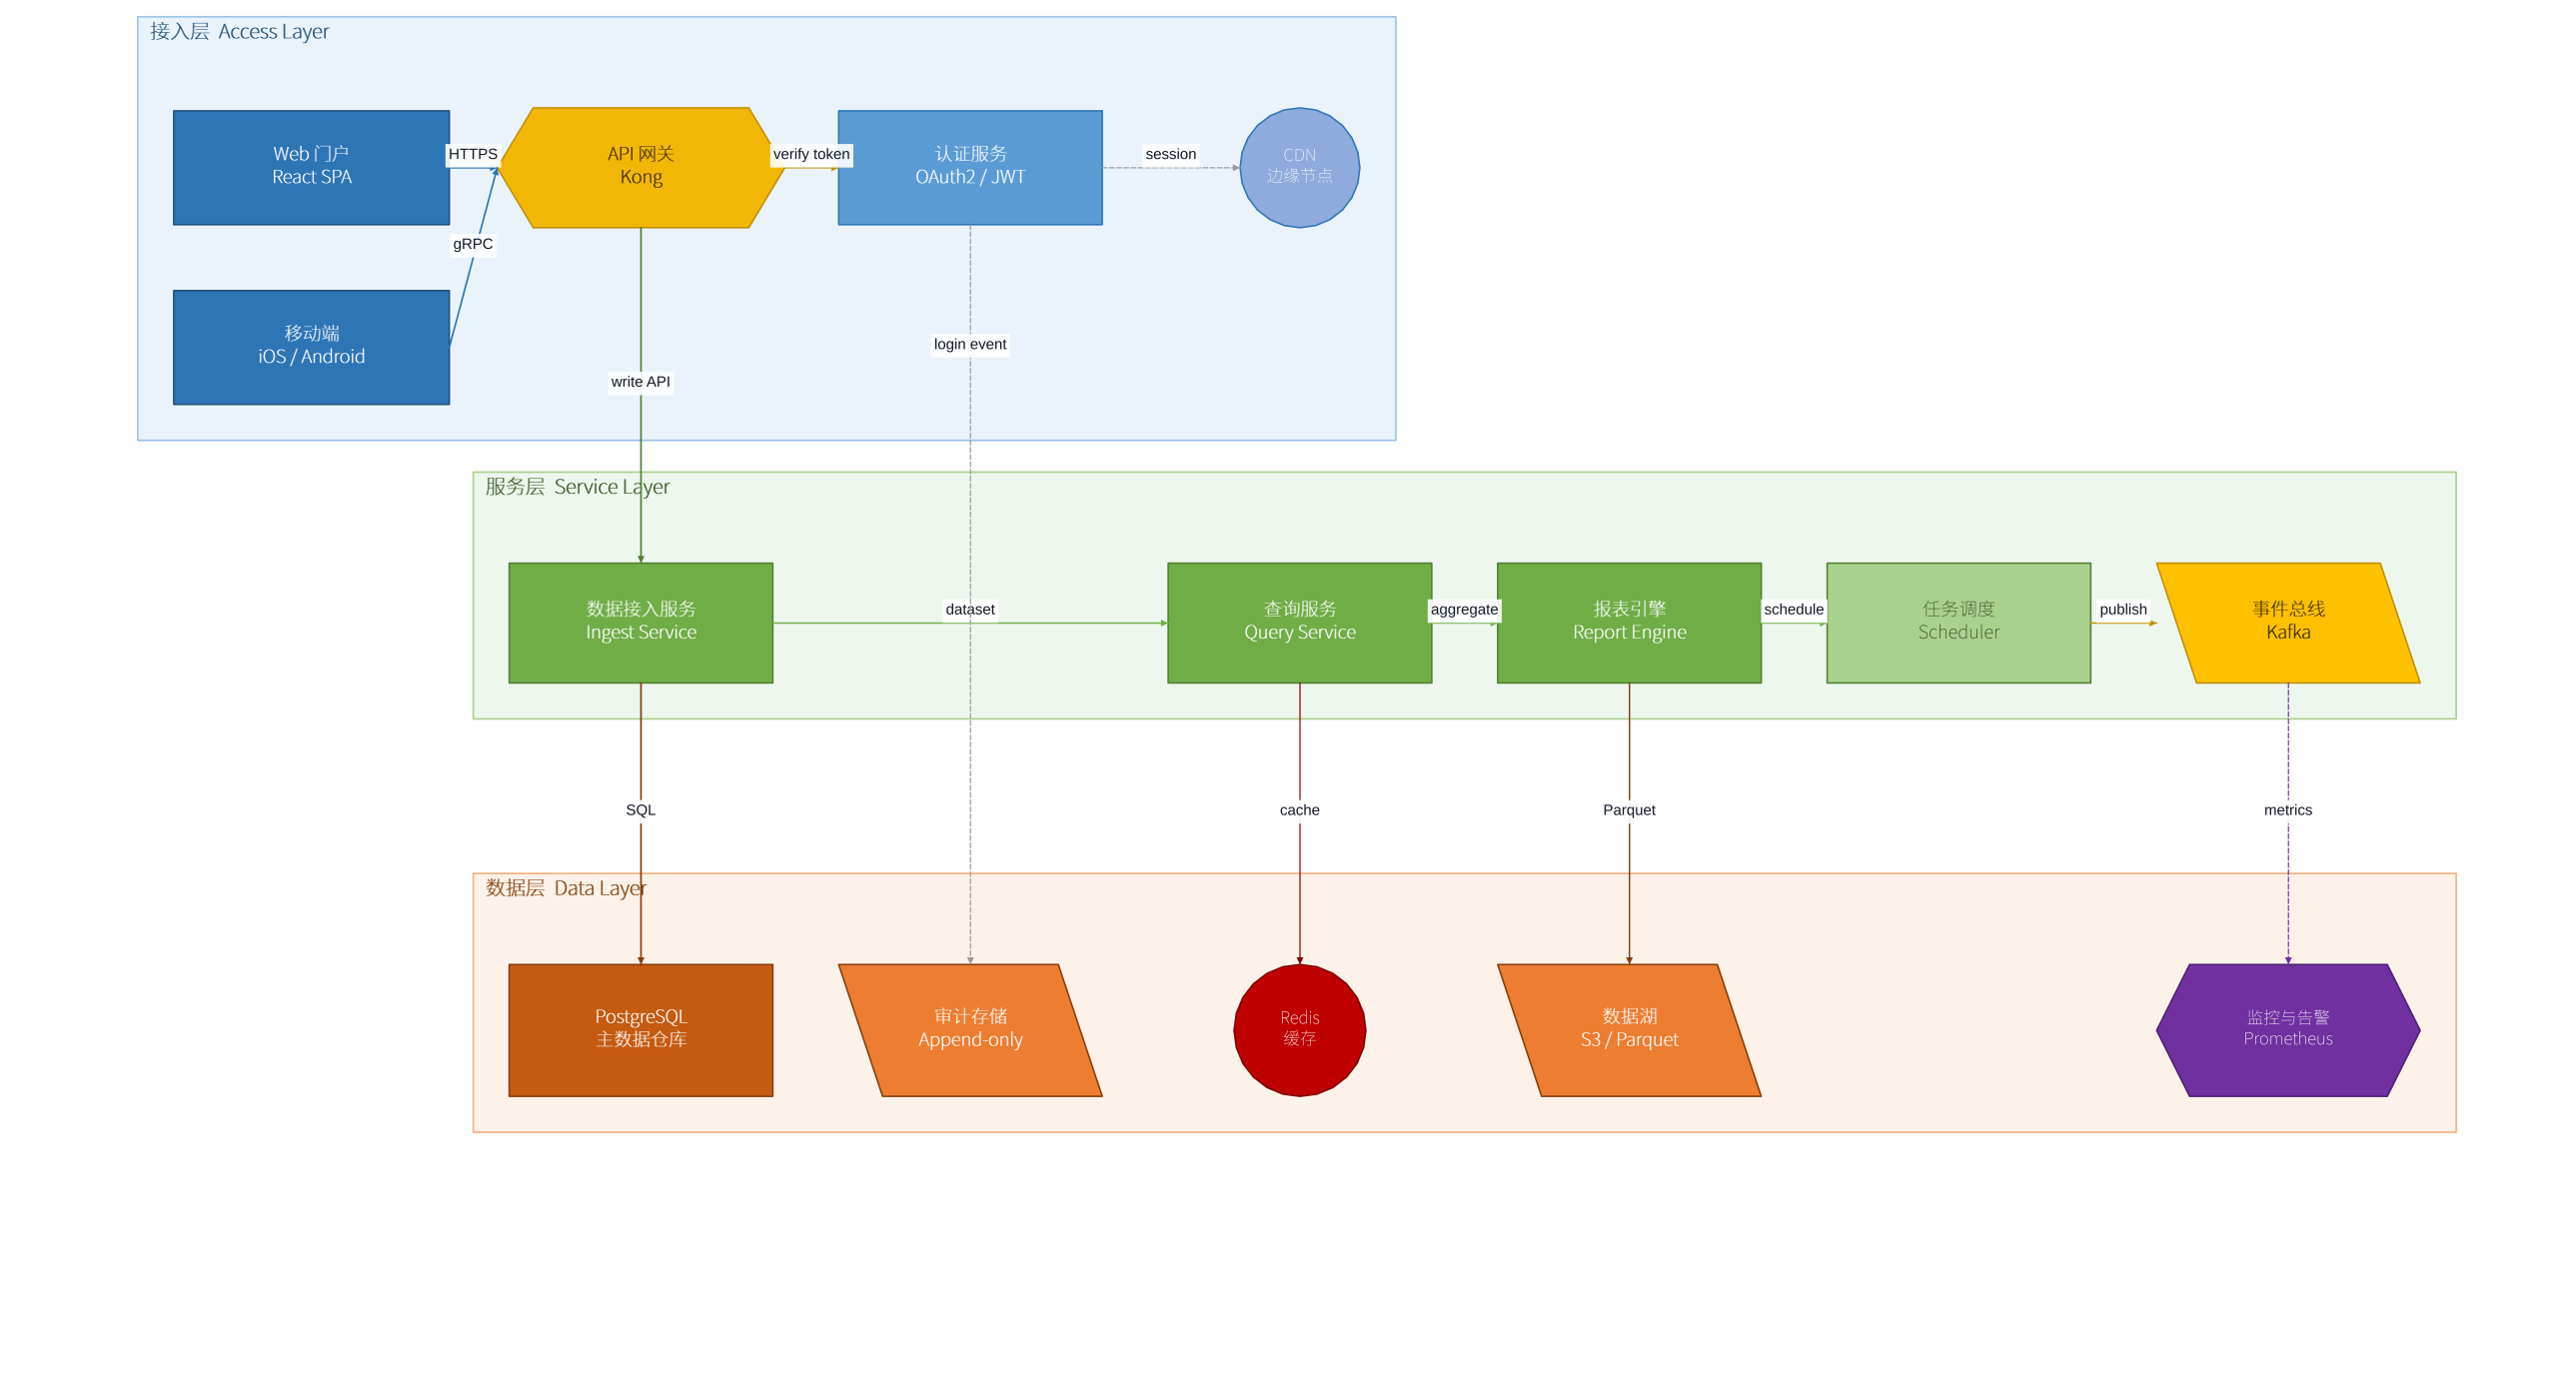 接入层 Access Layer
Web 门户
React SPA
HTTPS
API 网关
Kong
verify token
认证服务
OAuth2 / JWT
session
CDN
边缘节点
gRPC
移动端
iOS / Android
login event
write API
服务层 Service Layer
数据接入服务
Ingest Service
dataset
查询服务
Query Service
aggregate
报表引擎
Report Engine
schedule
任务调度
Scheduler
publish
事件总线
Kafka
SQL
cache
Parquet
metrics
数据层 Data Layer
PostgreSQL
主数据仓库
审计存储
Append-only
Redis
缓存
数据湖
S3 / Parquet
监控与告警
Prometheus